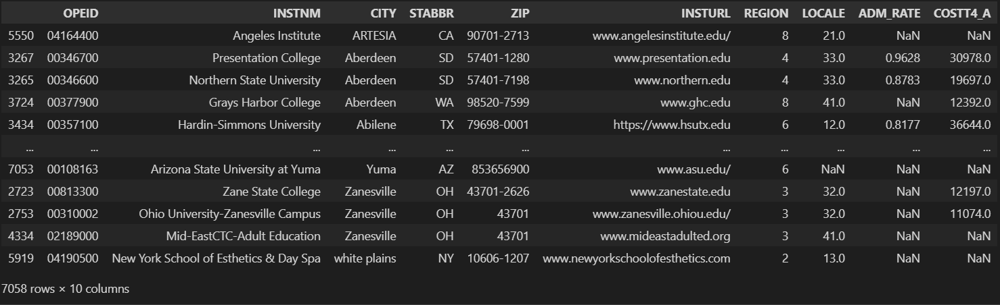 OPEID INSTNM CITY STABBR ZIP INSTURL REGION LOCALE ADM_RATE COSTT4_A
5550 04164400 Angeles Institute ARTESIA CA 90701-2713 www.angelesinstitute.edu/ 8 21.0 NaN NaN
3267 00346700 Presentation College Aberdeen SD 57401-1280 www.presentation.edu 4 33.0 0.9628 30978.0
3265 00346600 Northern State University Aberdeen SD 57401-7198 www.northern.edu 4 33.0 0.8783 19697.0
3724 00377900 Grays Harbor College Aberdeen WA 98520-7599 www.ghc.edu 8 41.0 NaN 12392.0
3434 00357100 Hardin-Simmons University Abilene TX 79698-0001 https://www.hsutx.edu 6 12.0 0.8177 36644.0
... ... ... ... ... ... ... ... ... ... ...
7053 00108163 Arizona State University at Yuma Yuma AZ 853656900 www.asu.edu/ 6 NaN NaN NaN
2723 00813300 Zane State College Zanesville OH 43701-2626 www.zanestate.edu 3 32.0 NaN 12197.0
2753 00310002 Ohio University-Zanesville Campus Zanesville OH 43701 www.zanesville.ohiou.edu/ 3 32.0 NaN 11074.0
4334 02189000 Mid-EastCTC-Adult Education Zanesville OH 43701 www.mideastadulted.org 3 41.0 NaN NaN
5919 04190500 New York School of Esthetics & Day Spa white plains NY 10606-1207 www.newyorkschoolofesthetics.com 2 13.0 NaN NaN
7058 rows × 10 columns